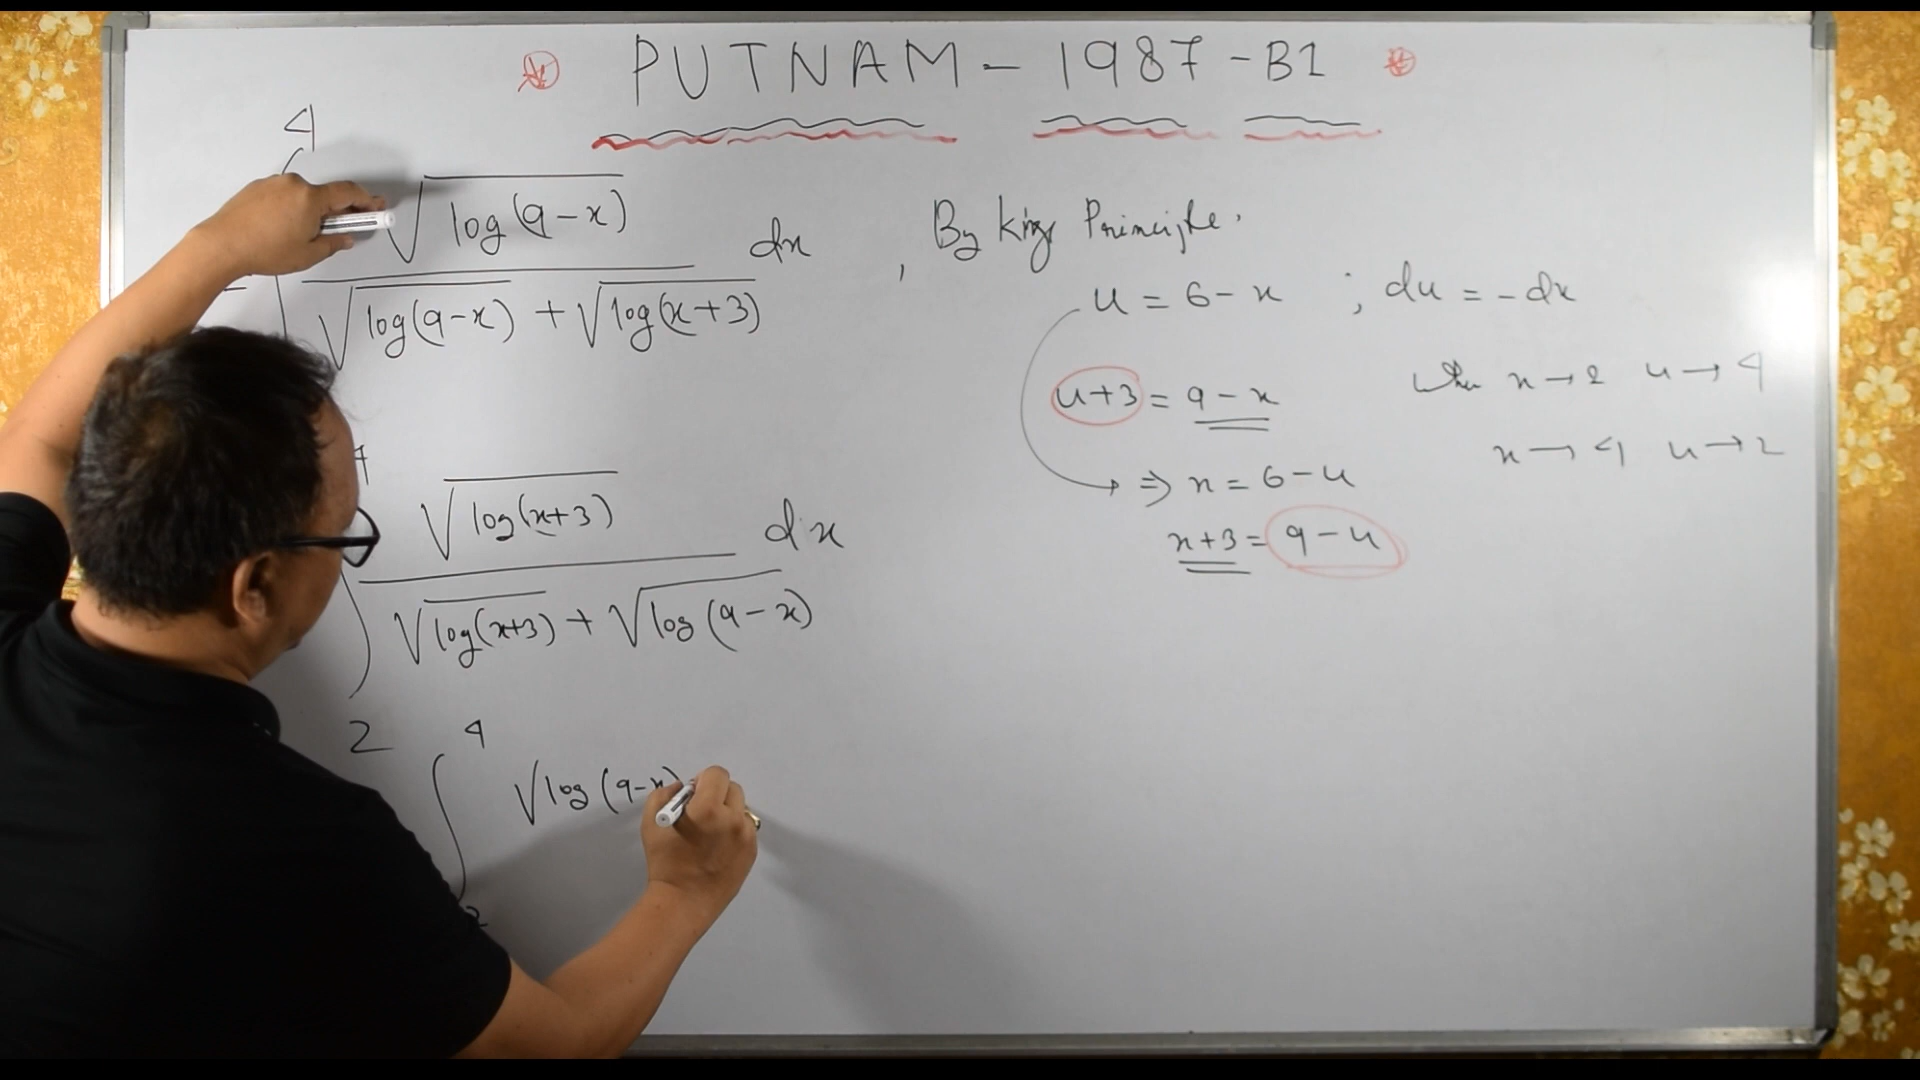 PUTNAM - 1987 - B1
4
√log(9-x)
dx , By king Principle.
√log(9-x) + √log(x+3)
u = 6 - x ; du = -dx
u+3 = 9 - x
when x → 2 u → 4
x → 4 u → 2
⇒ x = 6 - u
x+3 = 9 - u
√log(x+3)
dx
√log(x+3) + √log(9-x)
2
4
∫ √log(9-x)
2